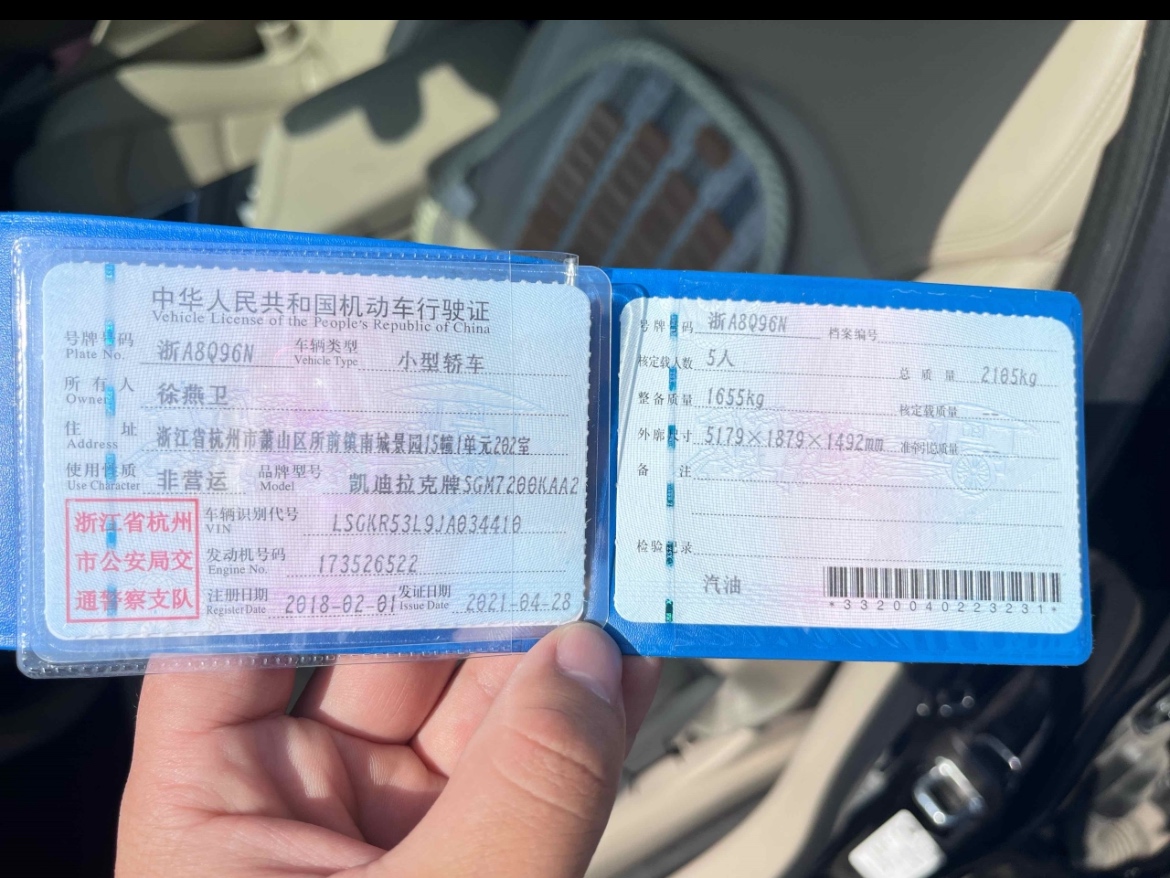 中华人民共和国机动车行驶证
Vehicle License of the People's Republic of China
号牌号码 浙A8Q96N 车辆类型 小型轿车
Plate No. Vehicle Type
所有人 徐燕卫
Owner
住址 浙江省杭州市萧山区所前镇南城景园15幢1单元202室
Address
使用性质 非营运 品牌型号 凯迪拉克牌SGM7200KAA2
Use Character Model
浙江省杭州
市公安局交
通警察支队
车辆识别代号 LSGKR53L9JA034410
VIN
发动机号码 173526522
Engine No.
注册日期 2018-02-01 发证日期 2021-04-28
Register Date Issue Date
号牌号码 浙A8Q96N 档案编号
核定载人数 5人 总质量 2105kg
整备质量 1655kg 核定载质量 --
外廓尺寸 5179×1879×1492mm 准牵引总质量 --
备注
检验记录
汽油
*3320040223231*